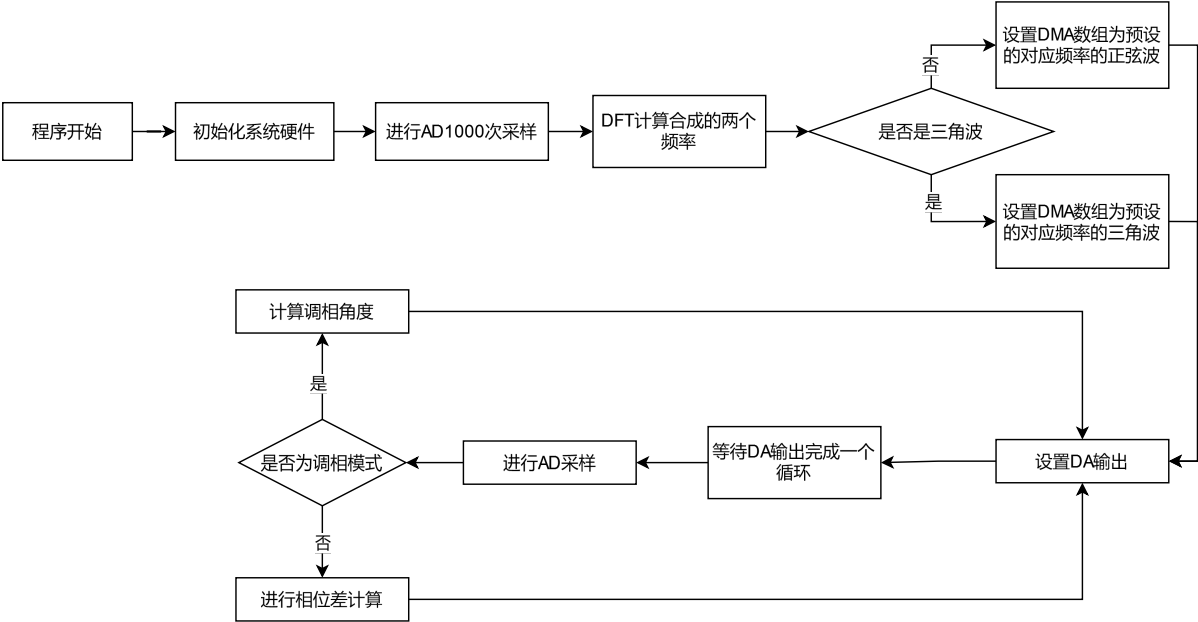 程序开始
初始化系统硬件
进行AD1000次采样
DFT计算合成的两个
频率
是否是三角波
否
设置DMA数组为预设
的对应频率的正弦波
是
设置DMA数组为预设
的对应频率的三角波
设置DA输出
等待DA输出完成一个
循环
进行AD采样
是否为调相模式
是
计算调相角度
否
进行相位差计算